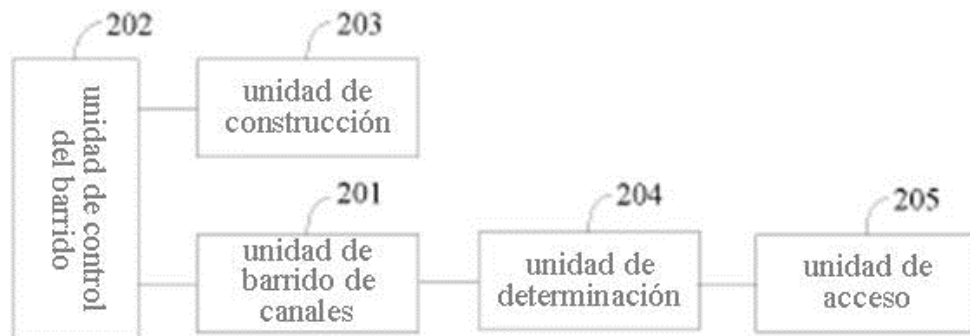 202
unidad de control
del barrido
203
unidad de
construcción
201
unidad de
barrido de
canales
204
unidad de
determinación
205
unidad de
acceso